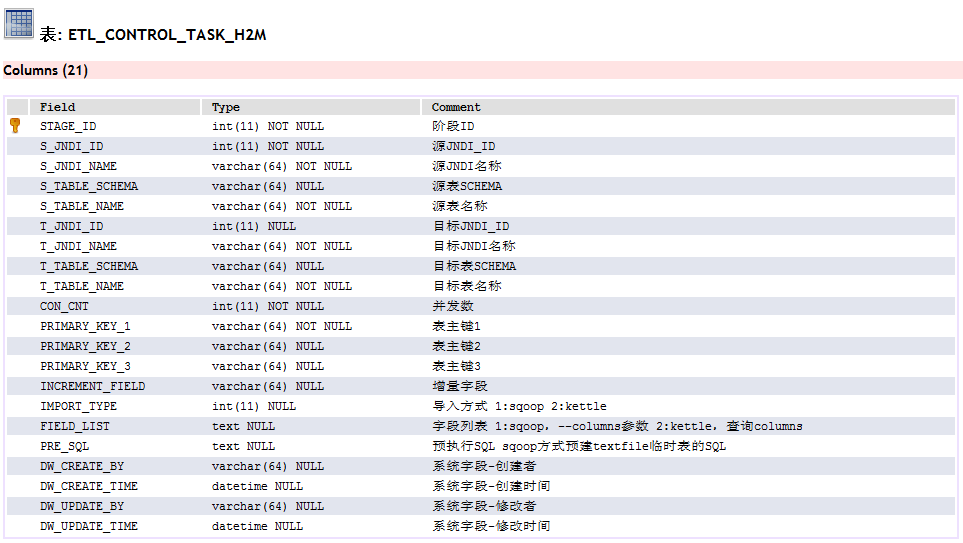 表: ETL_CONTROL_TASK_H2M
Columns (21)
Field Type Comment
STAGE_ID int(11) NOT NULL 阶段ID
S_JNDI_ID int(11) NOT NULL 源JNDI_ID
S_JNDI_NAME varchar(64) NOT NULL 源JNDI名称
S_TABLE_SCHEMA varchar(64) NULL 源表SCHEMA
S_TABLE_NAME varchar(64) NOT NULL 源表名称
T_JNDI_ID int(11) NULL 目标JNDI_ID
T_JNDI_NAME varchar(64) NOT NULL 目标JNDI名称
T_TABLE_SCHEMA varchar(64) NULL 目标表SCHEMA
T_TABLE_NAME varchar(64) NOT NULL 目标表名称
CON_CNT int(11) NOT NULL 并发数
PRIMARY_KEY_1 varchar(64) NOT NULL 表主键1
PRIMARY_KEY_2 varchar(64) NULL 表主键2
PRIMARY_KEY_3 varchar(64) NULL 表主键3
INCREMENT_FIELD varchar(64) NULL 增量字段
IMPORT_TYPE int(11) NULL 导入方式 1:sqoop 2:kettle
FIELD_LIST text NULL 字段列表 1:sqoop，--columns参数 2:kettle，查询columns
PRE_SQL text NULL 预执行SQL sqoop方式预建textfile临时表的SQL
DW_CREATE_BY varchar(64) NULL 系统字段-创建者
DW_CREATE_TIME datetime NULL 系统字段-创建时间
DW_UPDATE_BY varchar(64) NULL 系统字段-修改者
DW_UPDATE_TIME datetime NULL 系统字段-修改时间